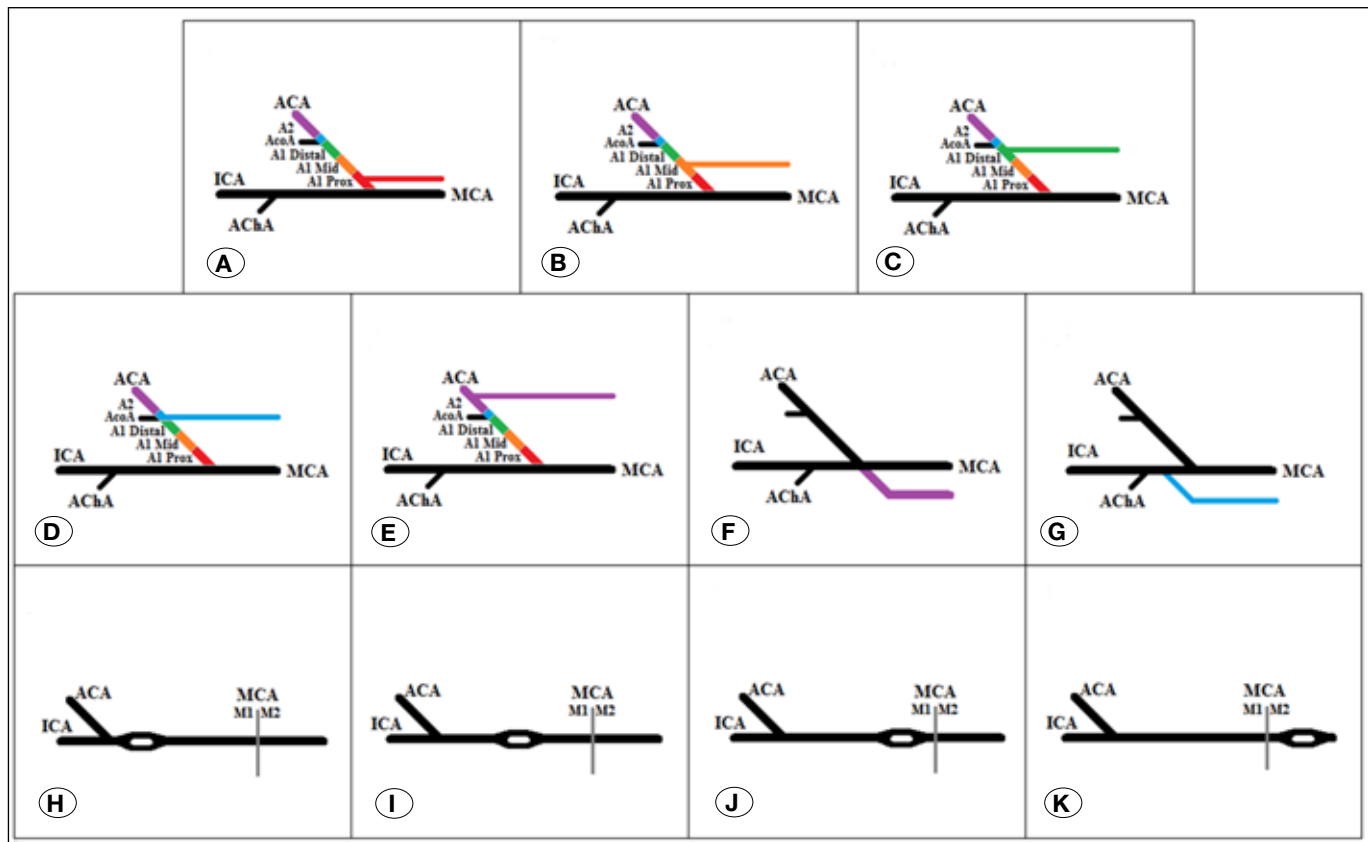 ACA
A2
AcoA
A1 Distal
A1 Mid
A1 Prox
ICA
MCA
AChA
A
ACA
A2
AcoA
A1 Distal
A1 Mid
A1 Prox
ICA
MCA
AChA
B
ACA
A2
AcoA
A1 Distal
A1 Mid
A1 Prox
ICA
MCA
AChA
C
ACA
A2
AcoA
A1 Distal
A1 Mid
A1 Prox
ICA
MCA
AChA
D
ACA
A2
AcoA
A1 Distal
A1 Mid
A1 Prox
ICA
MCA
AChA
E
ACA
ICA
MCA
AChA
F
ACA
ICA
MCA
AChA
G
ACA
MCA
M1 M2
ICA
H
ACA
MCA
M1 M2
ICA
I
ACA
MCA
M1 M2
ICA
J
ACA
MCA
M1 M2
ICA
K